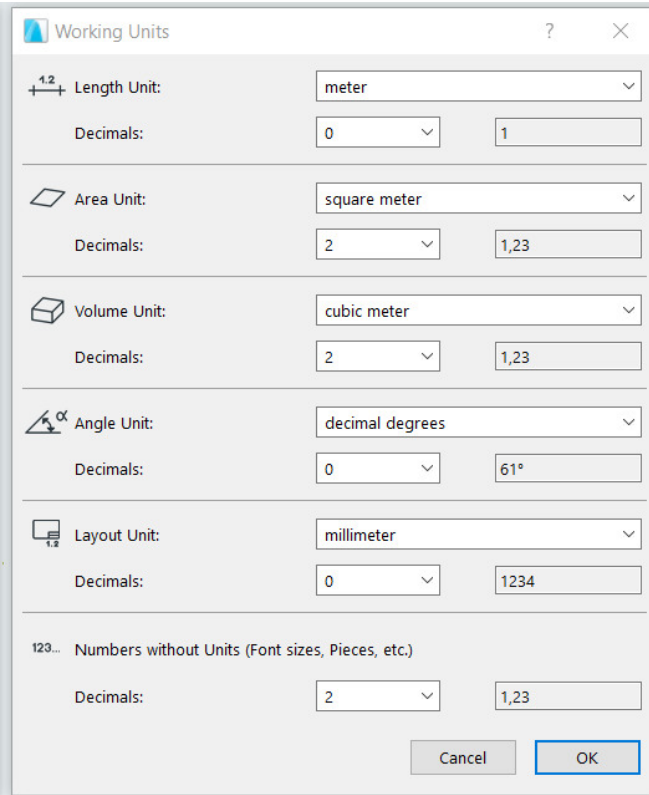 Working Units ?
1.2 Length Unit: meter
Decimals: 0 1
Area Unit: square meter
Decimals: 2 1,23
Volume Unit: cubic meter
Decimals: 2 1,23
α Angle Unit: decimal degrees
Decimals: 0 61°
1.2 Layout Unit: millimeter
Decimals: 0 1234
123... Numbers without Units (Font sizes, Pieces, etc.)
Decimals: 2 1,23
Cancel OK